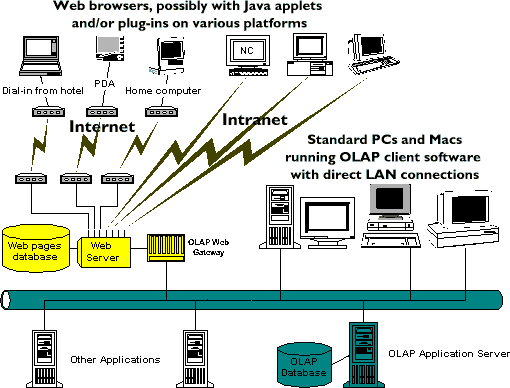 Web browsers, possibly with Java applets
and/or plug-ins on various platforms
NC
PDA
Dial-in from hotel
Home computer
Internet
Intranet
Standard PCs and Macs
running OLAP client software
with direct LAN connections
Web pages
database
Web
Server
OLAP Web
Gateway
Other Applications
OLAP
Database
OLAP Application Server